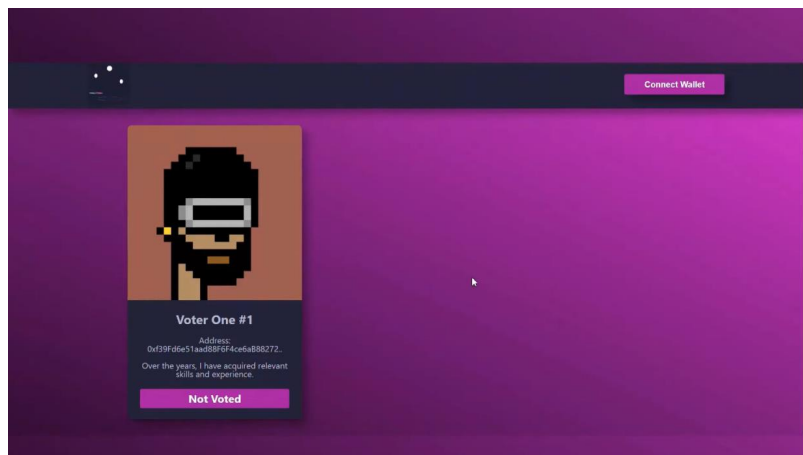 Connect Wallet
Voter One #1
Address:
0xf39Fd6e51aad88F6F4ce6aB88272..
Over the years, I have acquired relevant
skills and experience.
Not Voted